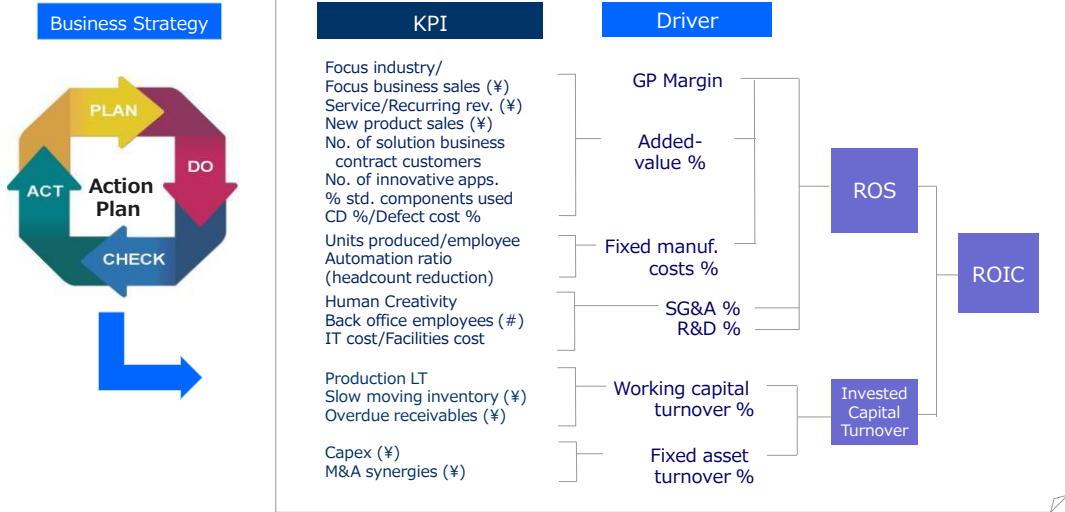 Business Strategy
PLAN
DO
CHECK
ACT
Action
Plan
KPI
Driver
Focus industry/
Focus business sales (¥)
Service/Recurring rev. (¥)
New product sales (¥)
No. of solution business
contract customers
No. of innovative apps.
% std. components used
CD %/Defect cost %
Units produced/employee
Automation ratio
(headcount reduction)
Human Creativity
Back office employees (#)
IT cost/Facilities cost
Production LT
Slow moving inventory (¥)
Overdue receivables (¥)
Capex (¥)
M&A synergies (¥)
GP Margin
Added-
value %
Fixed manuf.
costs %
SG&A %
R&D %
Working capital
turnover %
Fixed asset
turnover %
ROS
Invested
Capital
Turnover
ROIC